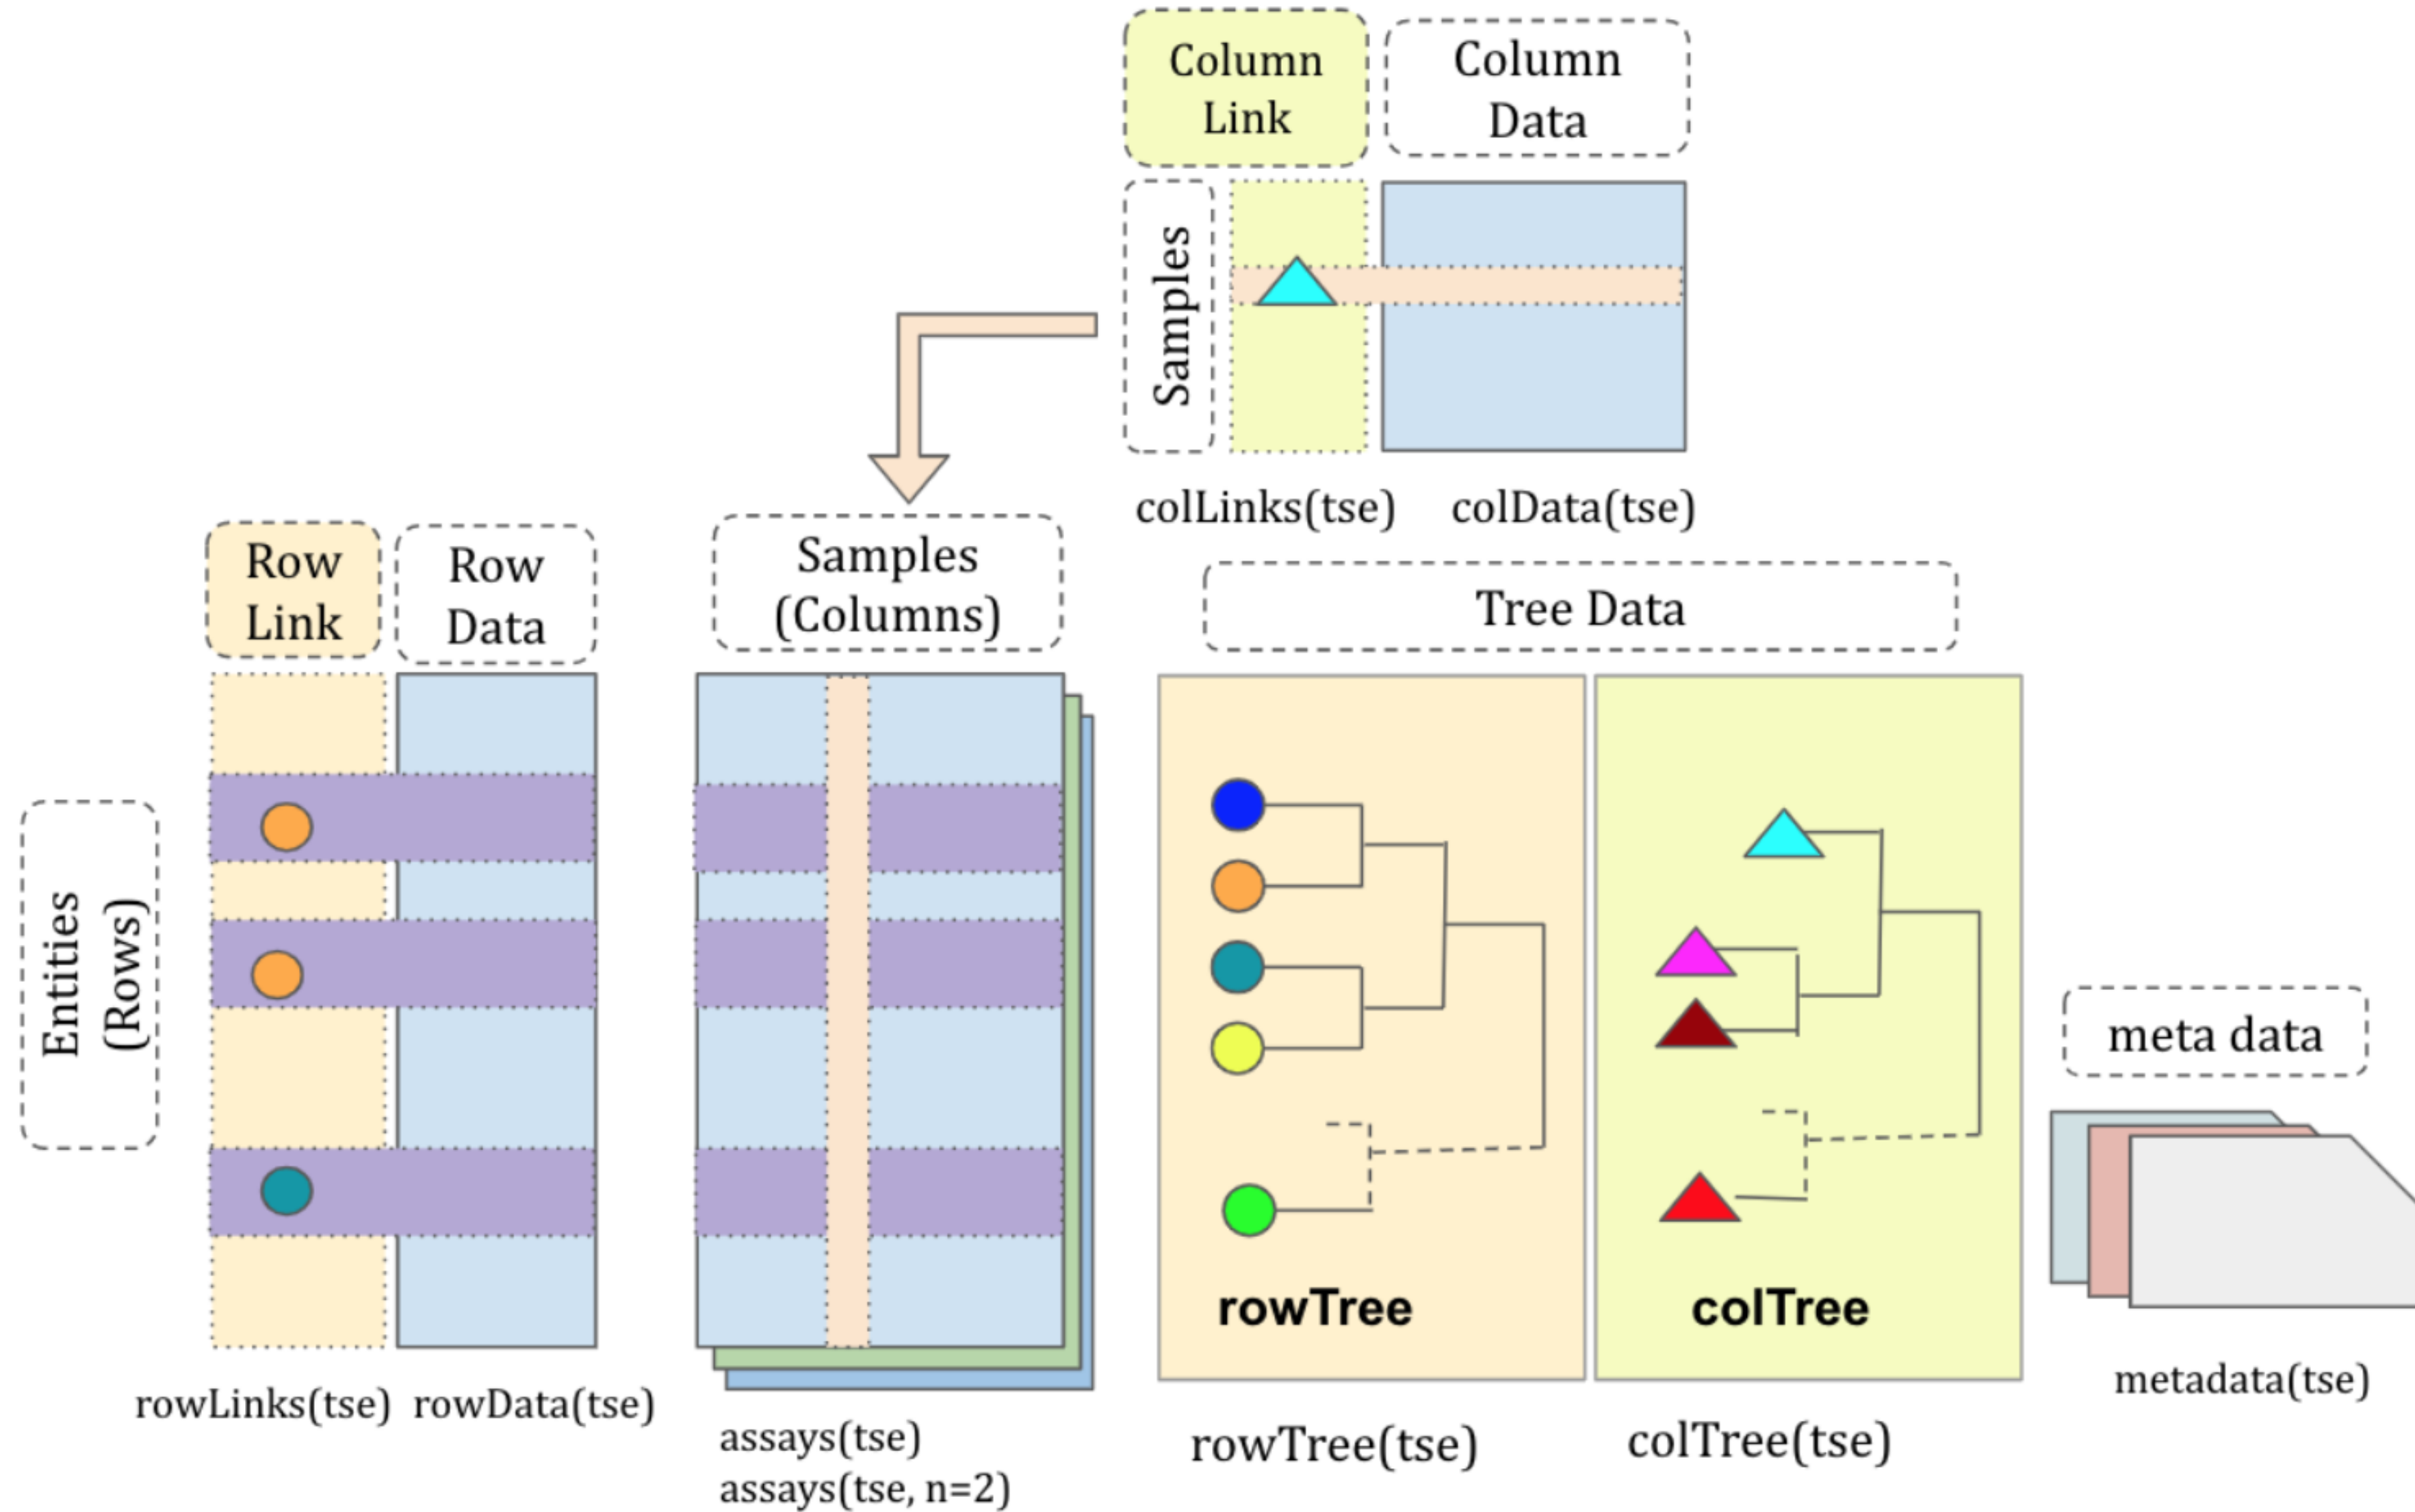 Column
Link
Column
Data
Samples
colLinks(tse)
colData(tse)
Row
Link
Row
Data
Samples
(Columns)
Tree Data
Entities
(Rows)
meta data
rowTree
colTree
rowLinks(tse)
rowData(tse)
assays(tse)
assays(tse, n=2)
rowTree(tse)
colTree(tse)
metadata(tse)